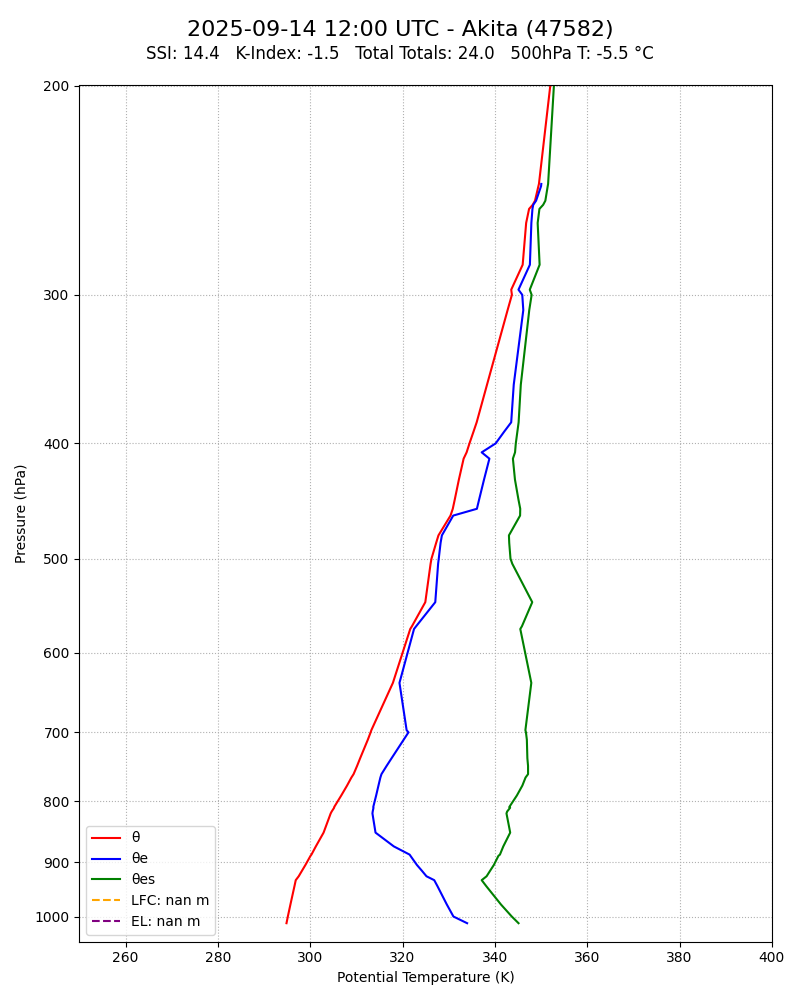 2025-09-14 12:00 UTC - Akita (47582)
SSI: 14.4   K-Index: -1.5   Total Totals: 24.0   500hPa T: -5.5 °C
200
300
400
500
600
700
800
900
1000
Pressure (hPa)
θ
θe
θes
LFC: nan m
EL: nan m
260
280
300
320
340
360
380
400
Potential Temperature (K)